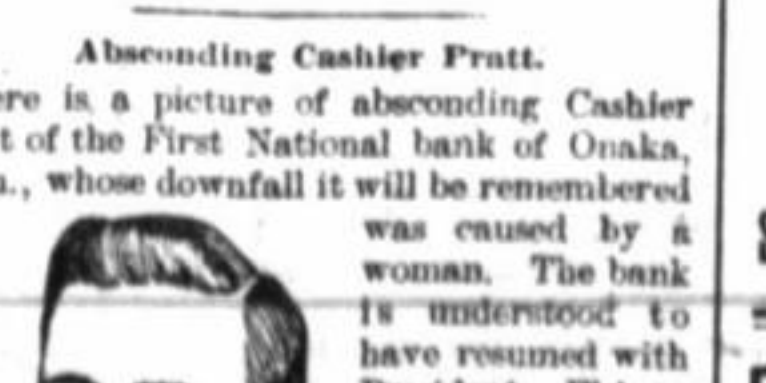 Absconding Cashier Pratt.
ere is a picture of absconding Cashier
t of the First National bank of Onaka,
n., whose downfall it will be remembered
was caused by a
woman. The bank
is understood to
have resumed with